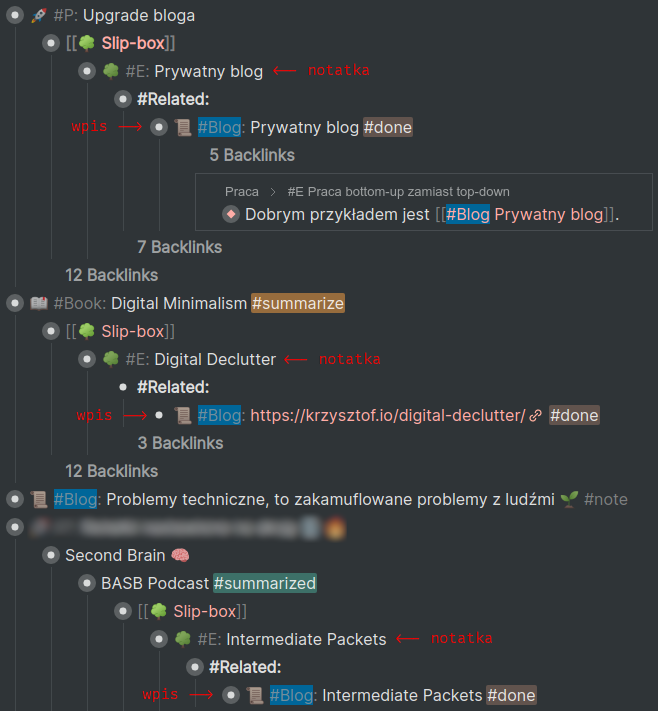 #P: Upgrade bloga
[[🌳 Slip-box]]
#E: Prywatny blog ⟵ notatka
#Related:
wpis ⟶ #Blog: Prywatny blog #done
5 Backlinks
Praca > #E Praca bottom-up zamiast top-down
Dobrym przykładem jest [[#Blog Prywatny blog]].
7 Backlinks
12 Backlinks
#Book: Digital Minimalism #summarize
[[🌳 Slip-box]]
#E: Digital Declutter ⟵ notatka
#Related:
wpis ⟶ #Blog: https://krzysztof.io/digital-declutter/ #done
3 Backlinks
12 Backlinks
#Blog: Problemy techniczne, to zakamuflowane problemy z ludźmi 🌱 #note
Second Brain 🧠
BASB Podcast #summarized
[[🌳 Slip-box]]
#E: Intermediate Packets ⟵ notatka
#Related:
wpis ⟶ #Blog: Intermediate Packets #done